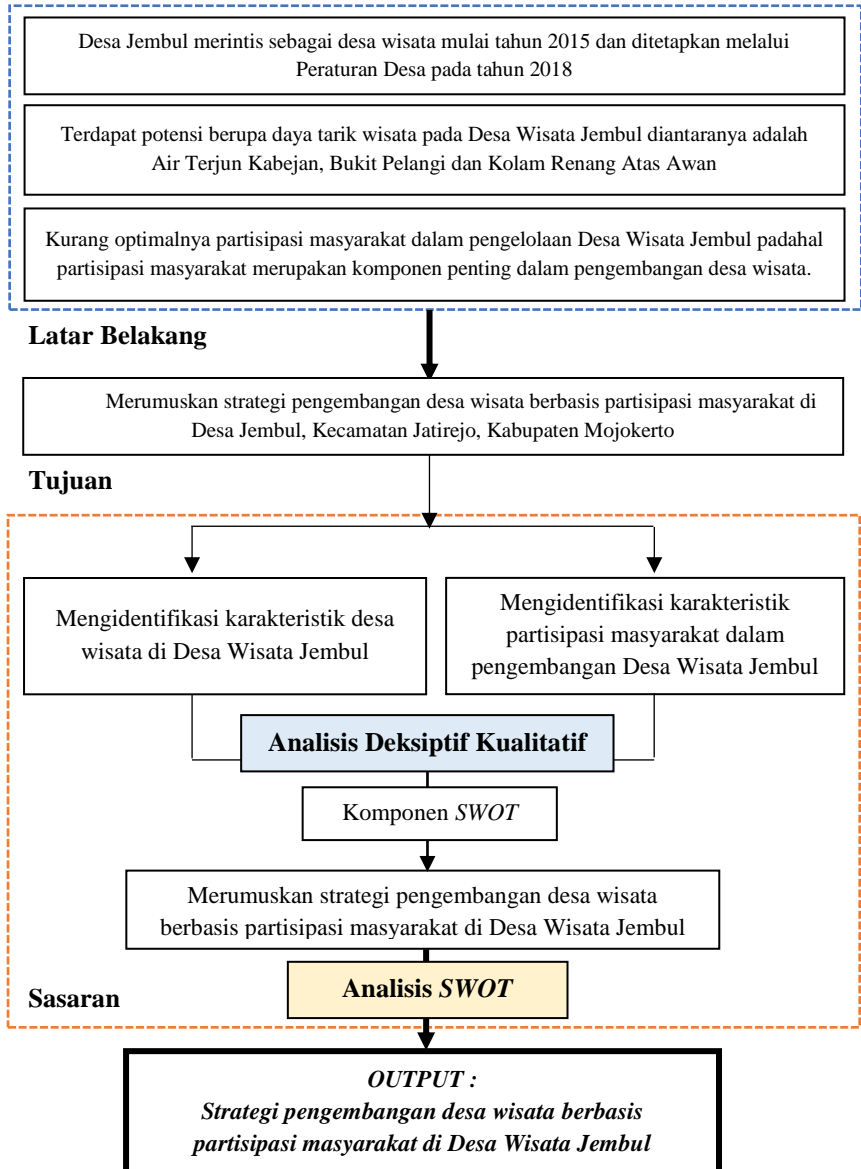 Desa Jembul merintis sebagai desa wisata mulai tahun 2015 dan ditetapkan melalui
Peraturan Desa pada tahun 2018
Terdapat potensi berupa daya tarik wisata pada Desa Wisata Jembul diantaranya adalah
Air Terjun Kabejan, Bukit Pelangi dan Kolam Renang Atas Awan
Kurang optimalnya partisipasi masyarakat dalam pengelolaan Desa Wisata Jembul padahal
partisipasi masyarakat merupakan komponen penting dalam pengembangan desa wisata.
Latar Belakang
Merumuskan strategi pengembangan desa wisata berbasis partisipasi masyarakat di
Desa Jembul, Kecamatan Jatirejo, Kabupaten Mojokerto
Tujuan
Mengidentifikasi karakteristik desa
wisata di Desa Wisata Jembul
Mengidentifikasi karakteristik
partisipasi masyarakat dalam
pengembangan Desa Wisata Jembul
Analisis Deksiptif Kualitatif
Komponen SWOT
Merumuskan strategi pengembangan desa wisata
berbasis partisipasi masyarakat di Desa Wisata Jembul
Analisis SWOT
Sasaran
OUTPUT :
Strategi pengembangan desa wisata berbasis
partisipasi masyarakat di Desa Wisata Jembul